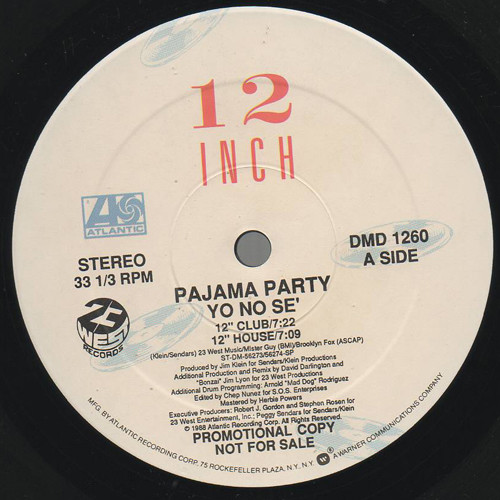 12
INCH
ATLANTIC
STEREO
33 1/3 RPM
DMD 1260
A SIDE
23
WEST
RECORDS
PAJAMA PARTY
YO NO SE'
12" CLUB/7:22
12" HOUSE/7:09
(Klein/Sendars) 23 West Music/Mister Guy (BMI)/Brooklyn Fox (ASCAP)
ST-DM-56273/56274-SP
Produced by Jim Klein for Sendars/Klein Productions
Additional Production and Remix by David Darlington and
"Bonzai" Jim Lyon for 23 West Productions
Additional Drum Programming: Arnold "Mad Dog" Rodriguez
Edited by Chep Nunez for S.O.S. Enterprises
Mastered by Herbie Powers
Executive Producers: Robert J. Gordon and Stephen Rosen for
23 West Entertainment, Inc.; Peggy Sendars for Sendars/Klein
© 1988 Atlantic Recording Corp. All Rights Reserved
PROMOTIONAL COPY
NOT FOR SALE
MFG. BY ATLANTIC RECORDING CORP. 75 ROCKEFELLER PLAZA, N.Y. N.Y. A WARNER COMMUNICATIONS COMPANY